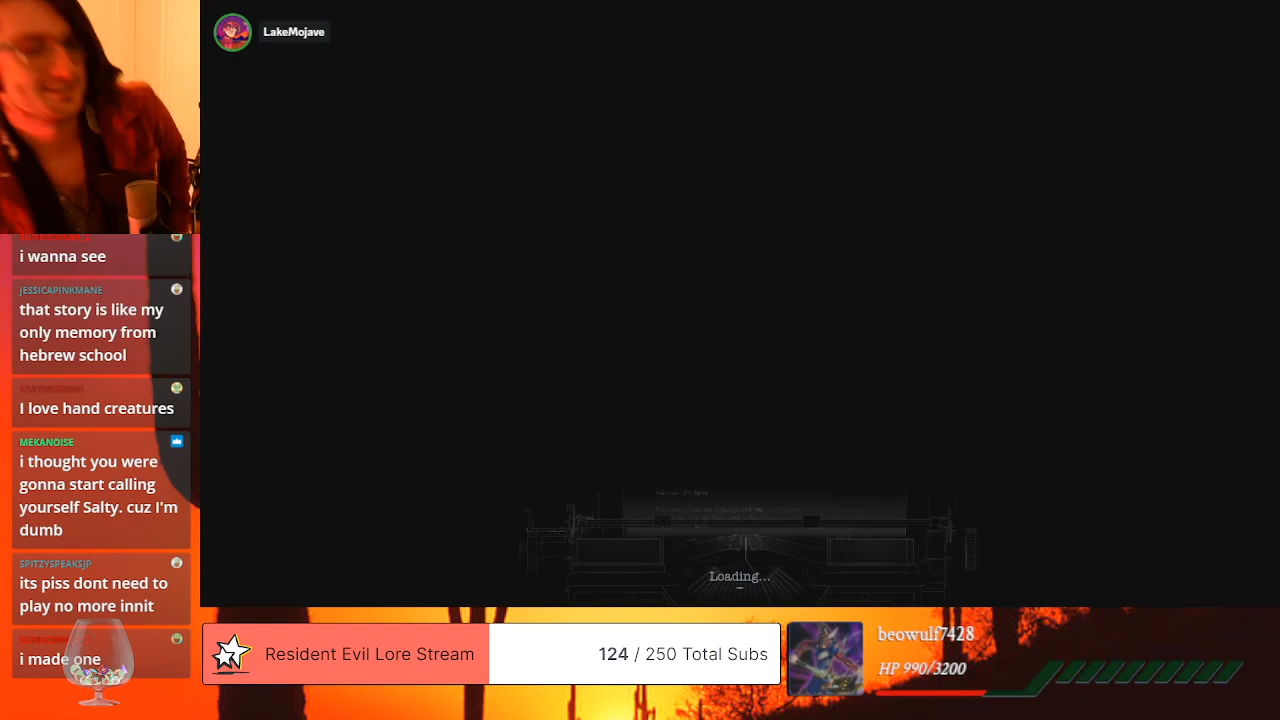 LakeMojave
i wanna see
JESSICAPINKMANE
that story is like my
only memory from
hebrew school
I love hand creatures
MEKANOISE
i thought you were
gonna start calling
yourself Salty. cuz I'm
dumb
SPITZYSPEAKSJP
its piss dont need to
play no more innit
i made one
Loading...
Resident Evil Lore Stream
124 / 250 Total Subs
beowulf7428
HP 990/3200